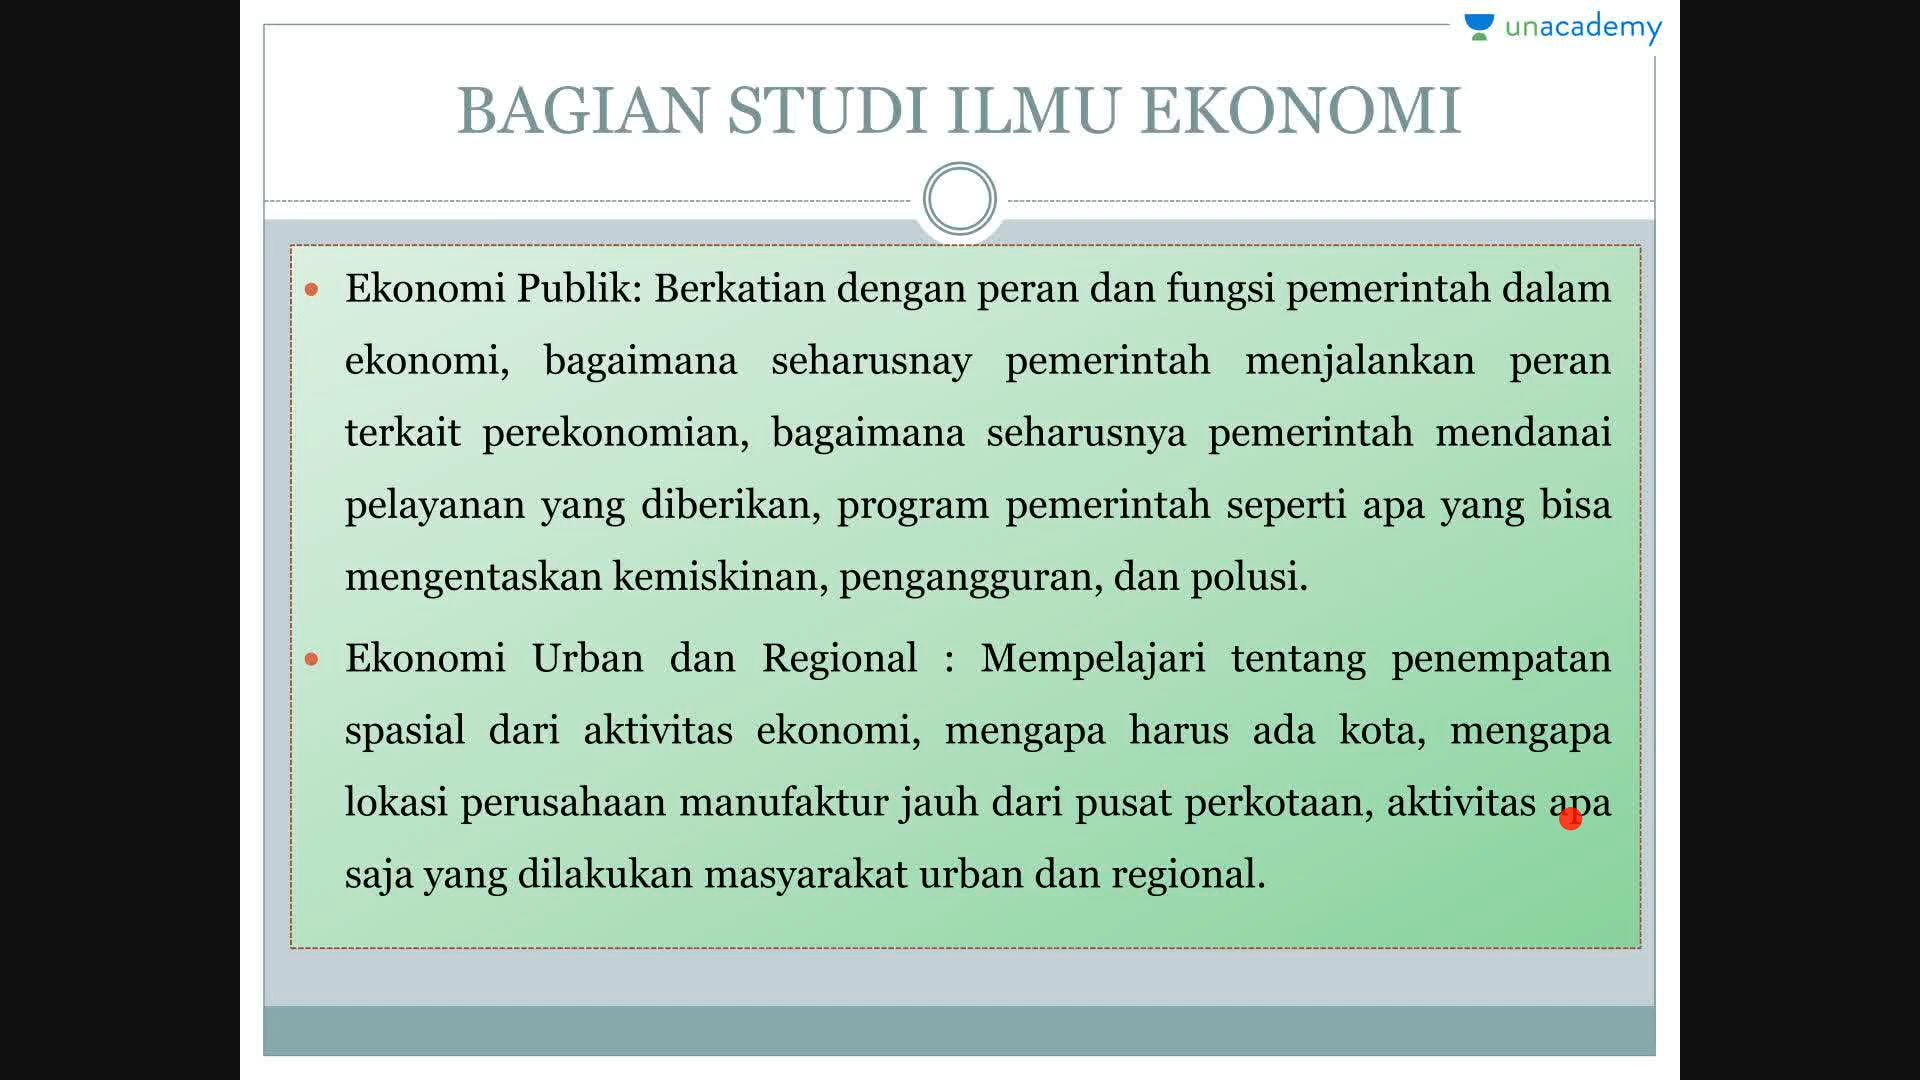 unacademy
BAGIAN STUDI ILMU EKONOMI
Ekonomi Publik: Berkatian dengan peran dan fungsi pemerintah dalam
ekonomi, bagaimana seharusnay pemerintah menjalankan peran
terkait perekonomian, bagaimana seharusnya pemerintah mendanai
pelayanan yang diberikan, program pemerintah seperti apa yang bisa
mengentaskan kemiskinan, pengangguran, dan polusi.
Ekonomi Urban dan Regional : Mempelajari tentang penempatan
spasial dari aktivitas ekonomi, mengapa harus ada kota, mengapa
lokasi perusahaan manufaktur jauh dari pusat perkotaan, aktivitas apa
saja yang dilakukan masyarakat urban dan regional.